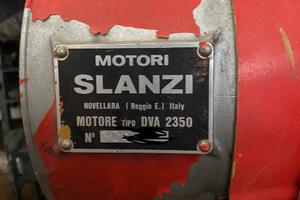 MOTORI
SLANZI
NOVELLARA ( Reggio E.) Italy
MOTORE TIPO DVA 2350
N°